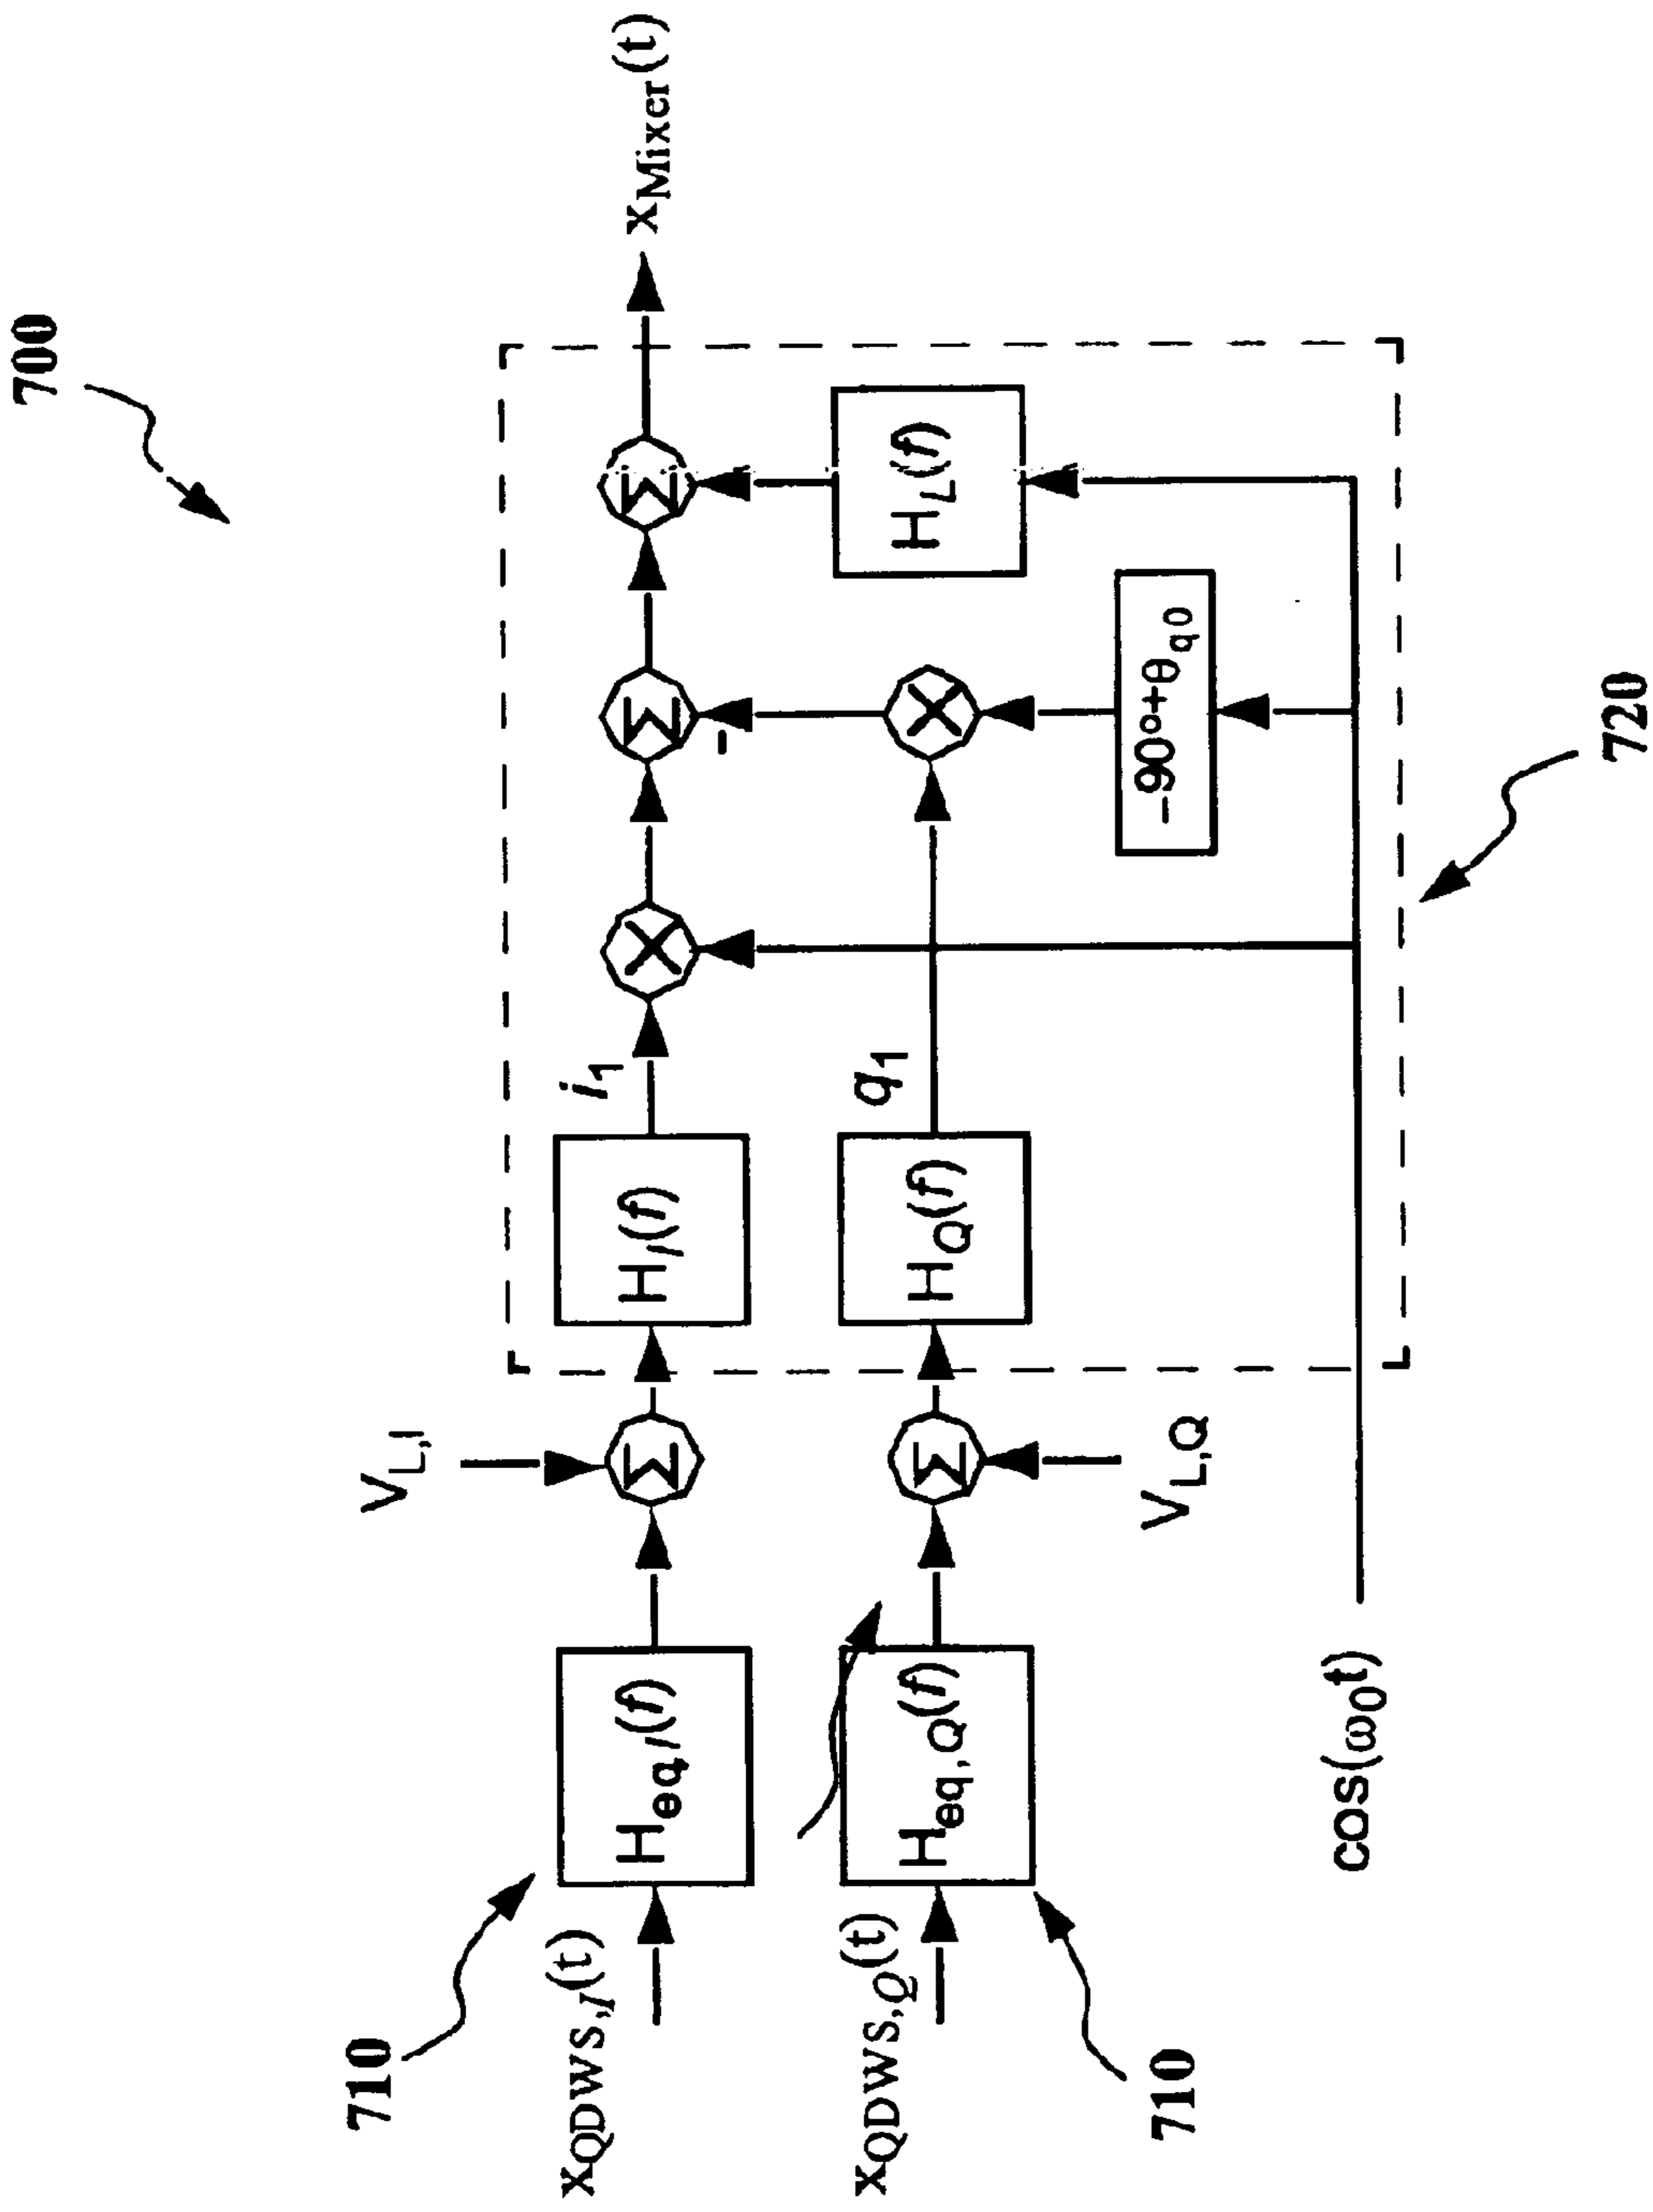 700
710
x_QDWS,I(t)
H_eq,I(f)
V_L,I
Σ
H_I(f)
i_1
X
Σ
Σ
x_Mixer(t)
x_QDWS,Q(t)
H_eq,Q(f)
710
V_L,Q
Σ
H_Q(f)
q_1
X
-
-90°+θ_q0
H_L(f)
cos(ω_0t)
720